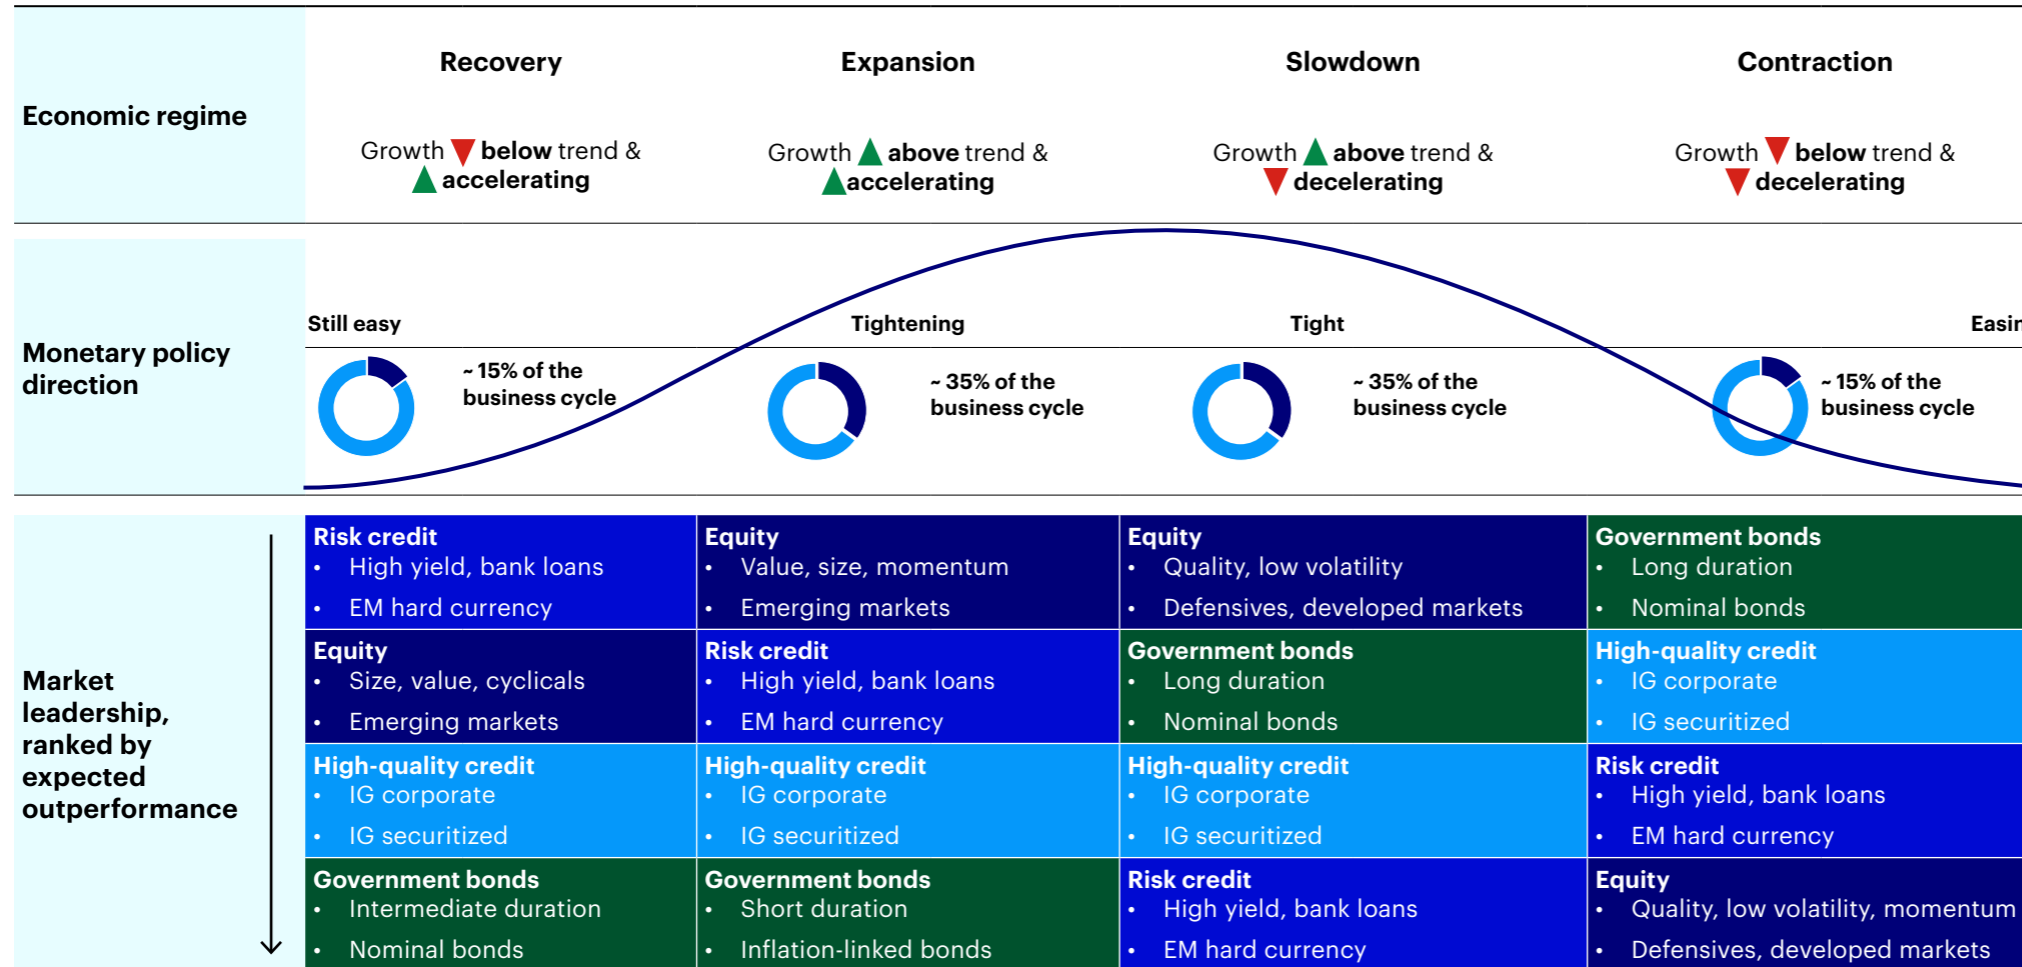 Economic regime
Recovery
Growth ▼ below trend &
▲ accelerating
Expansion
Growth ▲ above trend &
▲accelerating
Slowdown
Growth ▲ above trend &
▼ decelerating
Contraction
Growth ▼ below trend &
▼ decelerating
Monetary policy
direction
Still easy
~ 15% of the
business cycle
Tightening
~ 35% of the
business cycle
Tight
~ 35% of the
business cycle
Easin
~ 15% of the
business cycle
Market
leadership,
ranked by
expected
outperformance
Risk credit
• High yield, bank loans
• EM hard currency
Equity
• Size, value, cyclicals
• Emerging markets
High-quality credit
• IG corporate
• IG securitized
Government bonds
• Intermediate duration
• Nominal bonds
Equity
• Value, size, momentum
• Emerging markets
Risk credit
• High yield, bank loans
• EM hard currency
High-quality credit
• IG corporate
• IG securitized
Government bonds
• Short duration
• Inflation-linked bonds
Equity
• Quality, low volatility
• Defensives, developed markets
Government bonds
• Long duration
• Nominal bonds
High-quality credit
• IG corporate
• IG securitized
Risk credit
• High yield, bank loans
• EM hard currency
Government bonds
• Long duration
• Nominal bonds
High-quality credit
• IG corporate
• IG securitized
Risk credit
• High yield, bank loans
• EM hard currency
Equity
• Quality, low volatility, momentum
• Defensives, developed markets